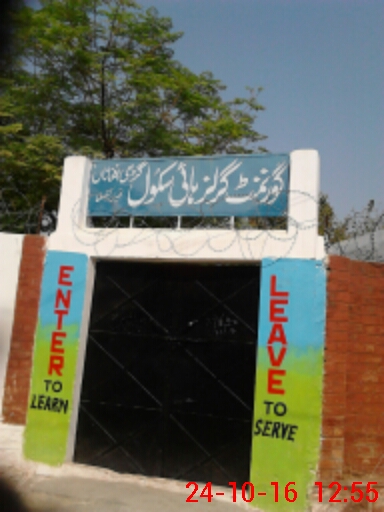 گورنمنٹ گرلز ہائی سکول
ENTER
TO
LEARN
LEAVE
TO
SERVE
24-10-16 12:55